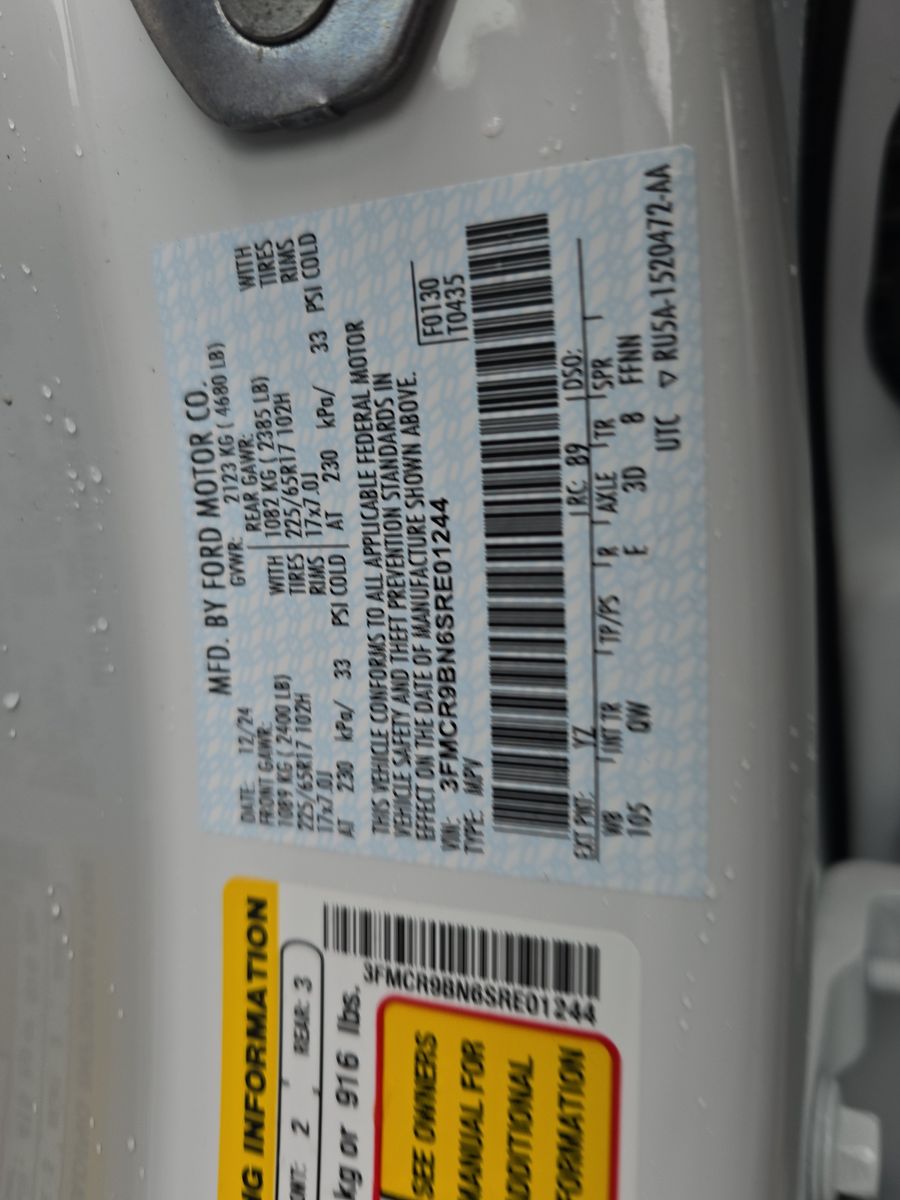 MFD. BY FORD MOTOR CO.
DATE: 12/24 GVWR: 2123 KG ( 4680 LB)
FRONT GAWR: REAR GAWR:
1089 KG ( 2400 LB) WITH 1082 KG ( 2385 LB) WITH
225/65R17 102H TIRES 225/65R17 102H TIRES
17x7.0J RIMS 17x7.0J RIMS
AT 230 kPa/ 33 PSI COLD AT 230 kPa/ 33 PSI COLD
THIS VEHICLE CONFORMS TO ALL APPLICABLE FEDERAL MOTOR
VEHICLE SAFETY AND THEFT PREVENTION STANDARDS IN
EFFECT ON THE DATE OF MANUFACTURE SHOWN ABOVE.
VIN: 3FMCR9BN6SRE01244 F0130
TYPE: MPV T0435
EXT PNT: YZ RC: 89 DSO:
WB INT TR TP/PS R AXLE TR SPR
105 QW E 3D 8 FFNN
UTC ▽ RU5A-1520472-AA
NG INFORMATION
ONT: 2 REAR: 3
kg or 916 lbs.
3FMCR9BN6SRE01244
SEE OWNERS
MANUAL FOR
ADDITIONAL
FORMATION